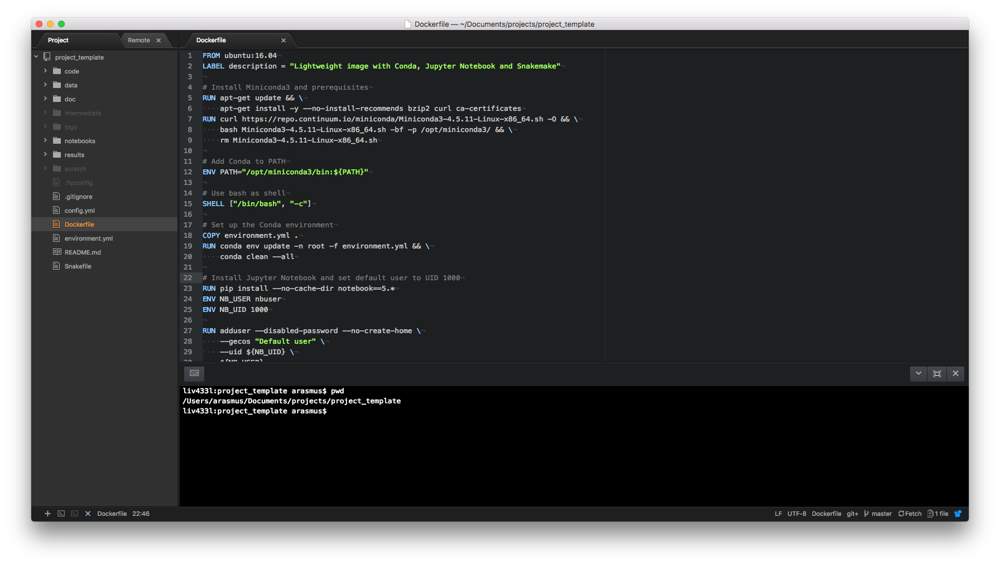 Dockerfile — ~/Documents/projects/project_template
Project
Remote
Dockerfile
project_template
code
data
doc
intermediate
logs
notebooks
results
scratch
.ftpconfig
.gitignore
config.yml
Dockerfile
environment.yml
README.md
Snakefile
1 FROM ubuntu:16.04¬
2 LABEL description = "Lightweight image with Conda, Jupyter Notebook and Snakemake"¬
3 ¬
4 # Install Miniconda3 and prerequisites¬
5 RUN apt-get update && \¬
6 ····apt-get install -y --no-install-recommends bzip2 curl ca-certificates¬
7 RUN curl https://repo.continuum.io/miniconda/Miniconda3-4.5.11-Linux-x86_64.sh -O && \¬
8 ····bash Miniconda3-4.5.11-Linux-x86_64.sh -bf -p /opt/miniconda3/ && \¬
9 ····rm Miniconda3-4.5.11-Linux-x86_64.sh¬
10 ¬
11 # Add Conda to PATH¬
12 ENV PATH="/opt/miniconda3/bin:${PATH}"¬
13 ¬
14 # Use bash as shell¬
15 SHELL ["/bin/bash", "-c"]¬
16 ¬
17 # Set up the Conda environment¬
18 COPY environment.yml .¬
19 RUN conda env update -n root -f environment.yml && \¬
20 ····conda clean --all¬
21 ¬
22 # Install Jupyter Notebook and set default user to UID 1000¬
23 RUN pip install --no-cache-dir notebook==5.*¬
24 ENV NB_USER nbuser¬
25 ENV NB_UID 1000¬
26 ¬
27 RUN adduser --disabled-password --no-create-home \¬
28 ····--gecos "Default user" \¬
29 ····--uid ${NB_UID} \¬
30 ${NB_USER}
liv433l:project_template arasmus$ pwd
/Users/arasmus/Documents/projects/project_template
liv433l:project_template arasmus$
Dockerfile 22:46
LF UTF-8 Dockerfile git+ master Fetch 1 file